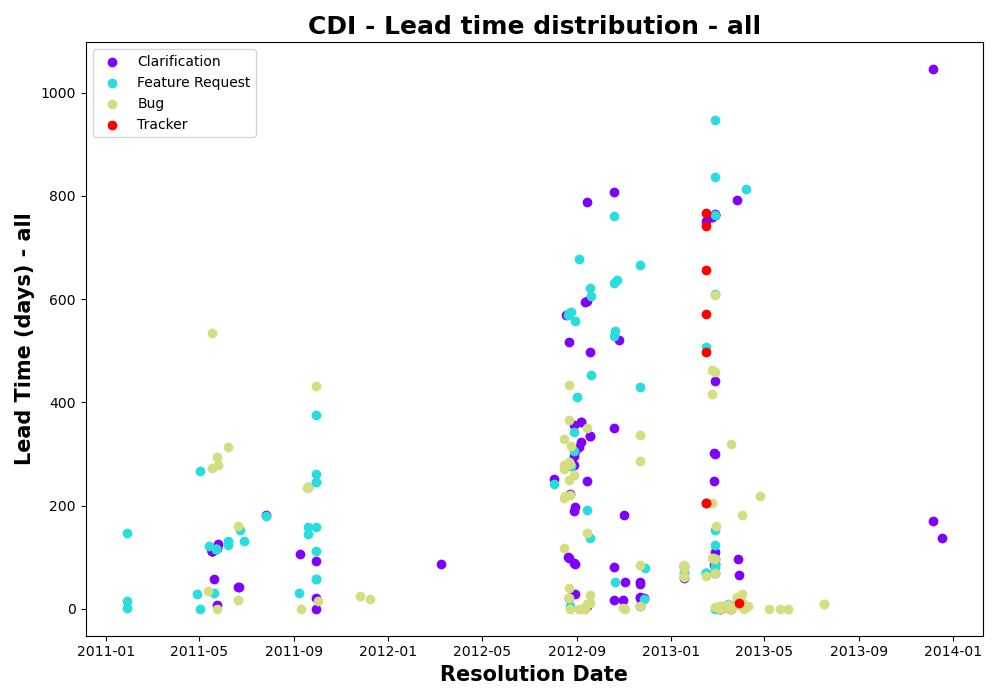 CDI - Lead time distribution - all
Clarification
Feature Request
Bug
Tracker
1000
800
600
400
200
0
Lead Time (days) - all
2011-01 2011-05 2011-09 2012-01 2012-05 2012-09 2013-01 2013-05 2013-09 2014-01
Resolution Date